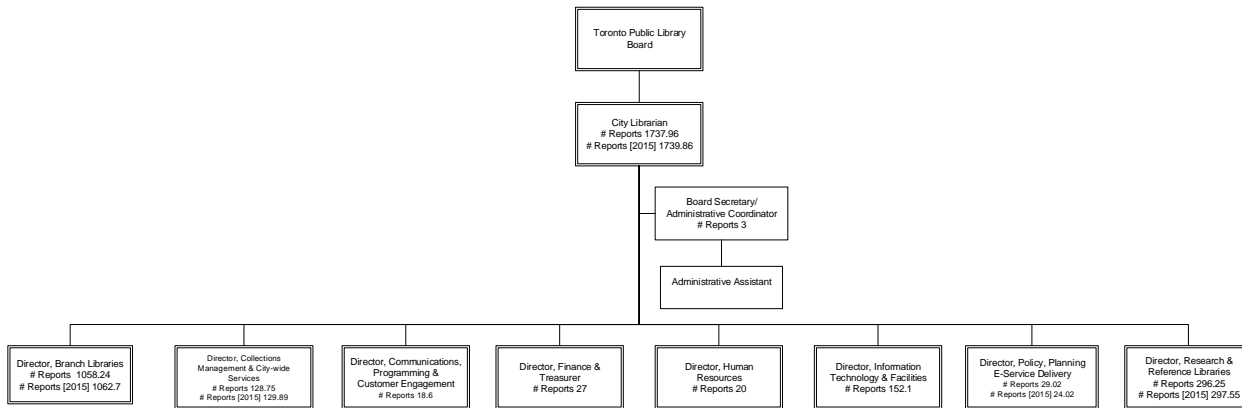 Toronto Public Library
Board
City Librarian
# Reports 1737.96
# Reports [2015] 1739.86
Board Secretary/
Administrative Coordinator
# Reports 3
Administrative Assistant
Director, Branch Libraries
# Reports 1058.24
# Reports [2015] 1062.7
Director, Collections
Management & City-wide
Services
# Reports 128.75
# Reports [2015] 129.89
Director, Communications,
Programming &
Customer Engagement
# Reports 18.6
Director, Finance &
Treasurer
# Reports 27
Director, Human
Resources
# Reports 20
Director, Information
Technology & Facilities
# Reports 152.1
Director, Policy, Planning
E-Service Delivery
# Reports 29.02
# Reports [2015] 24.02
Director, Research &
Reference Libraries
# Reports 296.25
# Reports [2015] 297.55